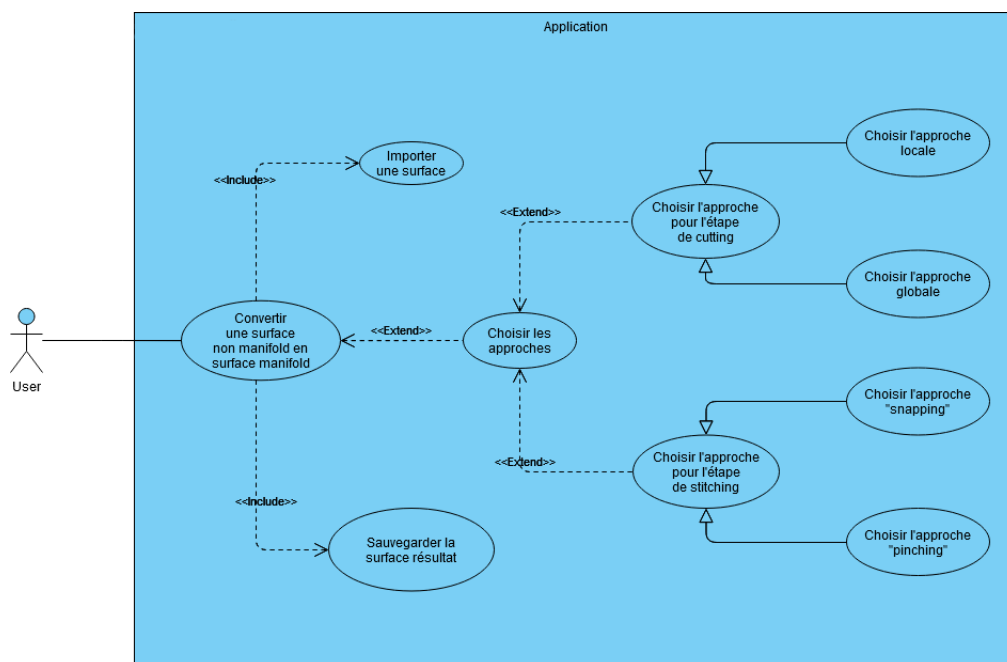 Application
Choisir l'approche
locale
Importer
une surface
<<Include>>
<<Extend>>
Choisir l'approche
pour l'étape
de cutting
Choisir l'approche
globale
Convertir
une surface
non manifold en
surface manifold
<<Extend>>
Choisir les
approches
User
Choisir l'approche
"snapping"
<<Extend>>
Choisir l'approche
pour l'étape
de stitching
<<Include>>
Sauvegarder la
surface résultat
Choisir l'approche
"pinching"